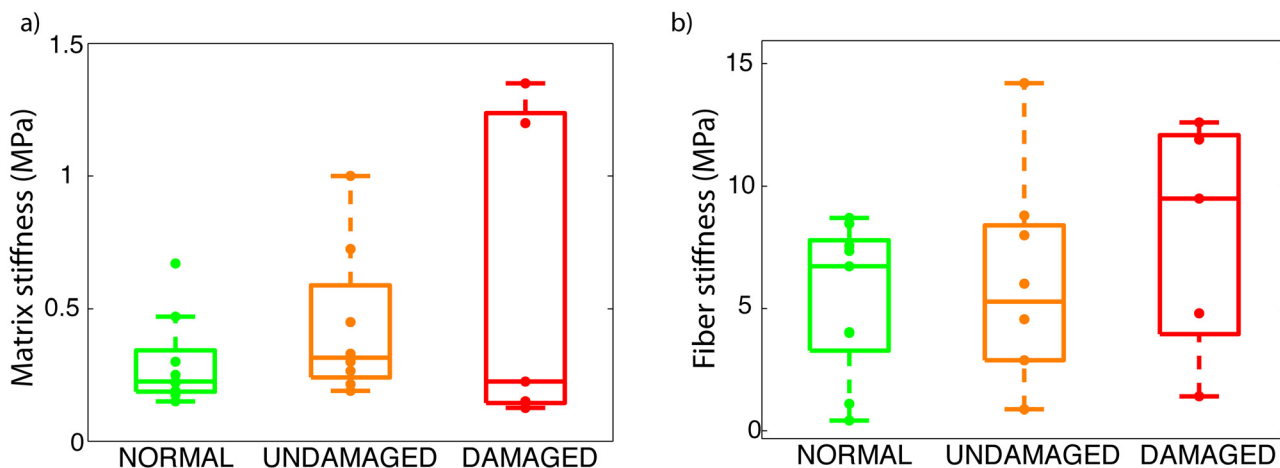 a)
Matrix stiffness (MPa)
1.5
1
0.5
0
NORMAL UNDAMAGED DAMAGED
b)
Fiber stiffness (MPa)
15
10
5
0
NORMAL UNDAMAGED DAMAGED